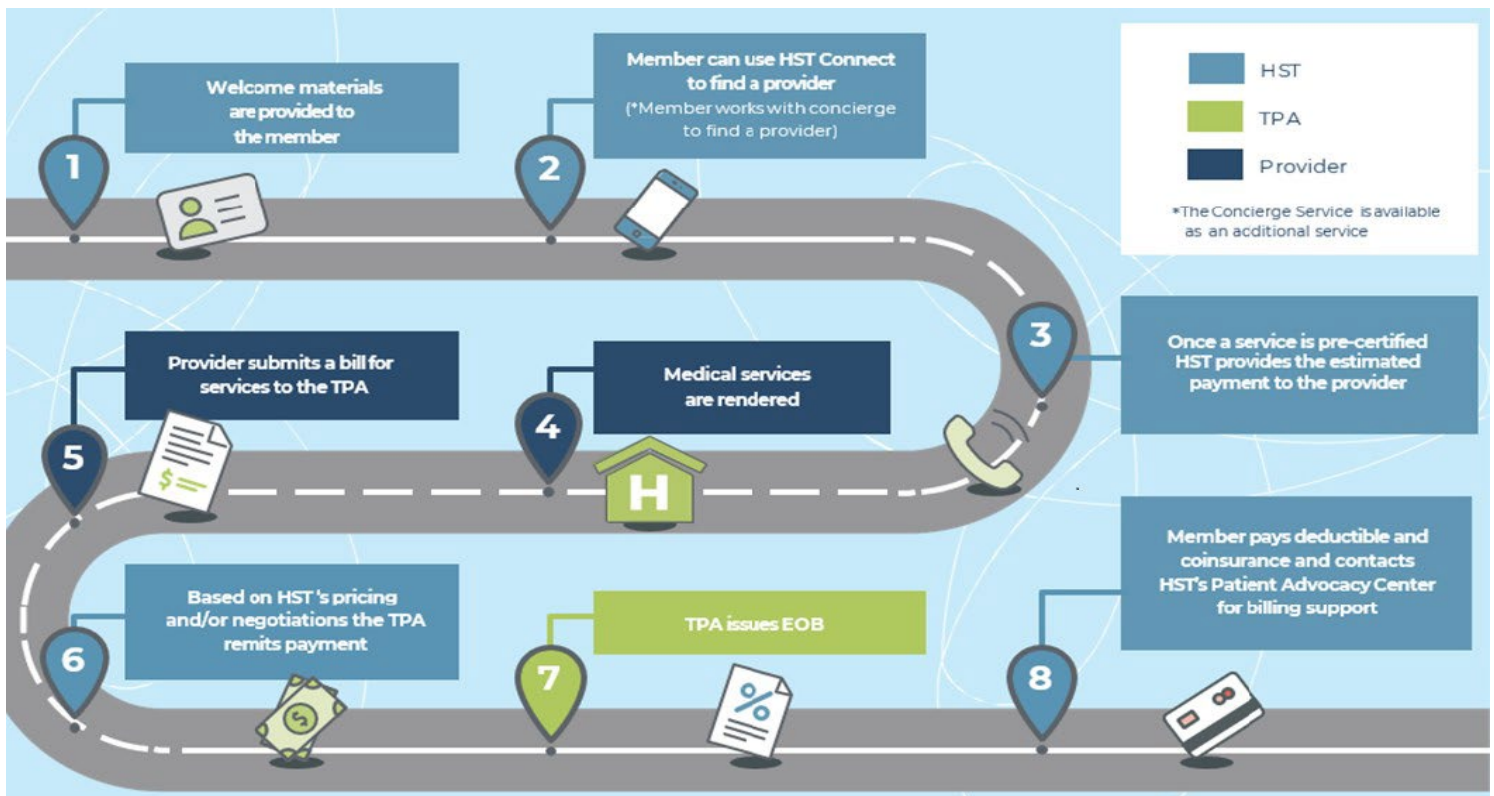 1
Welcome materials
are provided to
the member
2
Member can use HST Connect
to find a provider
(*Member works with concierge
to find a provider)
HST
TPA
Provider
*The Concierge Service is available
as an acditional service
3
Once a service is pre-certified
HST provides the estimated
payment to the provider
4
Medical services
are rendered
H
5
Provider submits a bill for
services to the TPA
$
6
Based on HST's pricing
and/or negotiations the TPA
remits payment
$
7
TPA issues EOB
%
8
Member pays deductible and
coinsurance and contacts
HST's Patient Advocacy Center
for billing support